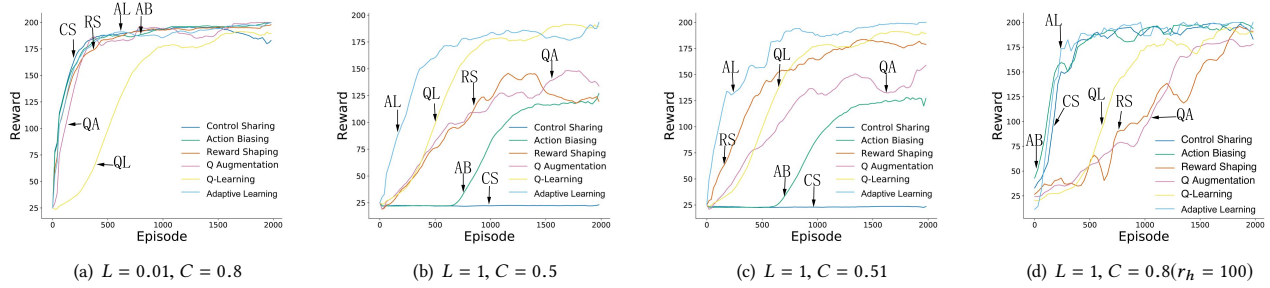 Reward
200
175
150
125
100
75
50
25
0
500
1000
1500
2000
Episode
CS
RS
AL
AB
QA
QL
Control Sharing
Action Biasing
Reward Shaping
Q Augmentation
Q-Learning
Adaptive Learning
(a) L = 0.01, C = 0.8
Reward
200
175
150
125
100
75
50
25
0
500
1000
1500
2000
Episode
AL
QL
RS
QA
AB
CS
Control Sharing
Action Biasing
Reward Shaping
Q Augmentation
Q-Learning
Adaptive Learning
(b) L = 1, C = 0.5
Reward
200
175
150
125
100
75
50
25
0
500
1000
1500
2000
Episode
AL
QL
RS
QA
AB
CS
Control Sharing
Action Biasing
Reward Shaping
Q Augmentation
Q-Learning
Adaptive Learning
(c) L = 1, C = 0.51
Reward
200
175
150
125
100
75
50
25
0
500
1000
1500
2000
Episode
AL
CS
QL
RS
QA
AB
Control Sharing
Action Biasing
Reward Shaping
Q Augmentation
Q-Learning
Adaptive Learning
(d) L = 1, C = 0.8(rₕ = 100)